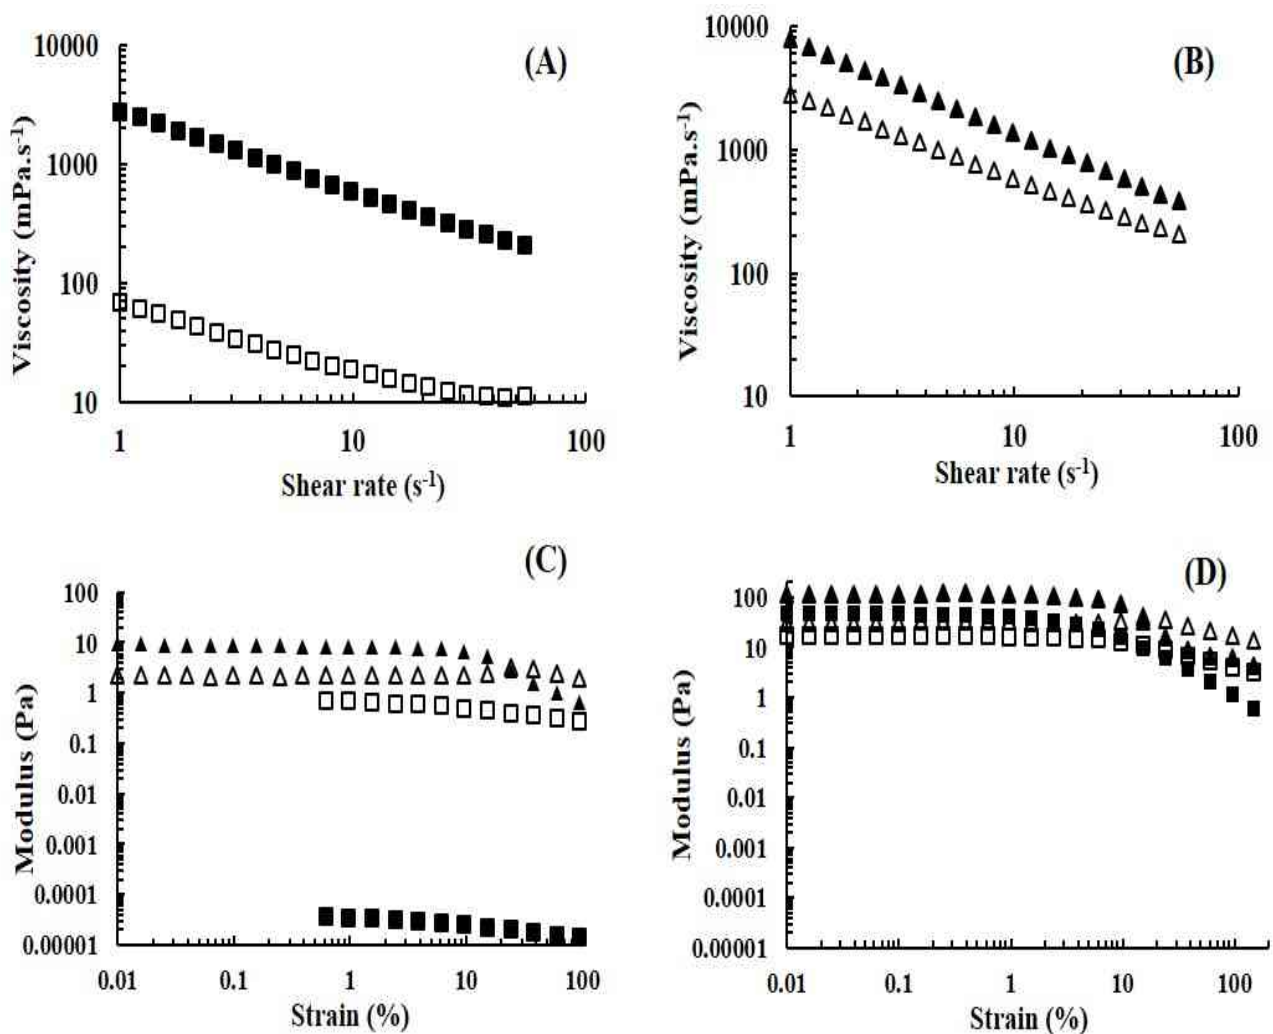 (A)
10000
1000
100
10
Viscosity (mPa.s⁻¹)
1 10 100
Shear rate (s⁻¹)
(B)
10000
1000
100
10
Viscosity (mPa.s⁻¹)
1 10 100
Shear rate (s⁻¹)
(C)
100
10
1
0.1
0.01
0.001
0.0001
0.00001
Modulus (Pa)
0.01 0.1 1 10 100
Strain (%)
(D)
100
10
1
0.1
0.01
0.001
0.0001
0.00001
Modulus (Pa)
0.01 0.1 1 10 100
Strain (%)